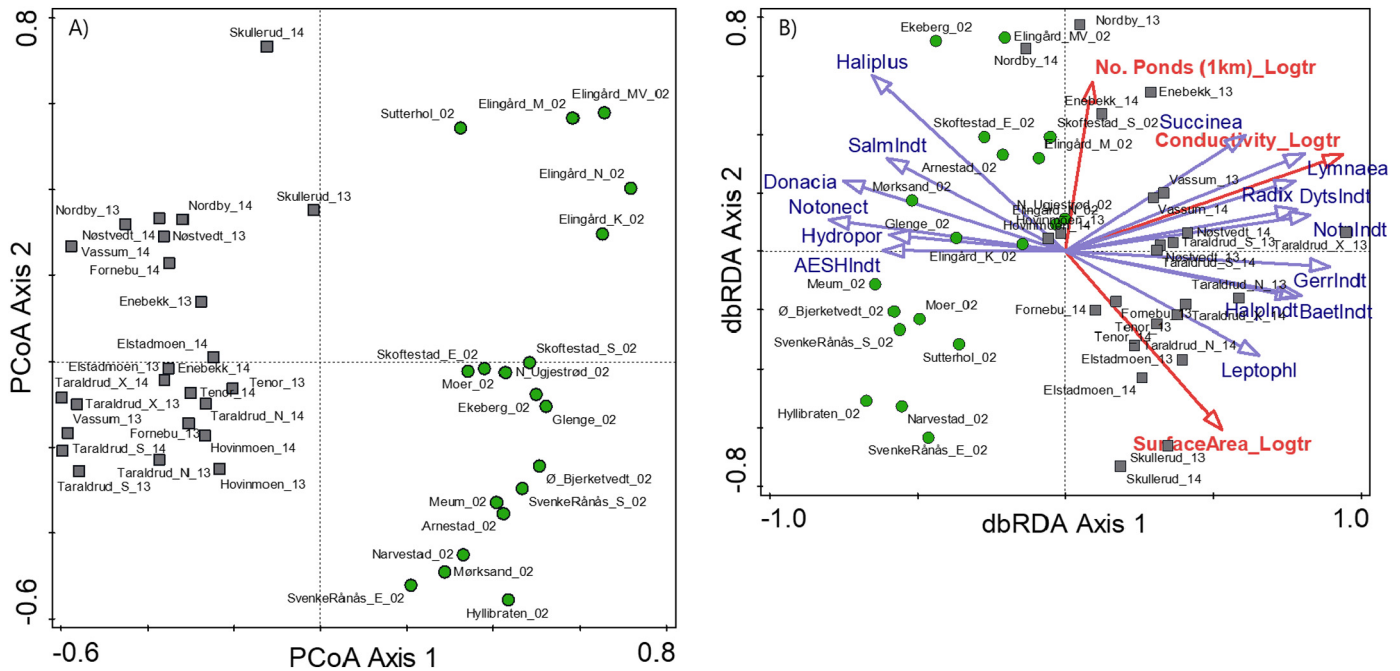 A)
0.8
Skullerud_14
Sutterhol_02
Elingård_M_02
Elingård_MV_02
Elingård_N_02
Skullerud_13
Elingård_K_02
Nordby_13
Nordby_14
Nøstvedt_14
Nøstvedt_13
Vassum_14
Fornebu_14
Enebekk_13
PCoA Axis 2
Elstadmoen_14
Elstadmoen_13
Enebekk_14
Taraldrud_X_14
Tenor_14
Tenor_13
Taraldrud_X_13
Taraldrud_N_14
Vassum_13
Fornebu_13
Hovinmoen_14
Taraldrud_S_14
Taraldrud_N_13
Taraldrud_S_13
Hovinmoen_13
Skoftestad_E_02
Skoftestad_S_02
Moer_02
N_Ugjestrød_02
Ekeberg_02
Glenge_02
Ø_Bjerketvedt_02
Meum_02
SvenkeRånås_S_02
Arnestad_02
Narvestad_02
Mørksand_02
SvenkeRånås_E_02
Hyllibraten_02
-0.6
-0.6
PCoA Axis 1
0.8
B)
0.8
Ekeberg_02
Elingård_MV_02
Nordby_13
Nordby_14
Haliplus
No. Ponds (1km)_Logtr
Enebekk_14
Enebekk_13
Skoftestad_E_02
Skoftestad_S_02
Succinea
Elingård_M_02
Conductivity_Logtr
SalmIndt
Arnestad_02
Lymnaea
Donacia
Mørksand_02
Vassum_13
Radix
DytsIndt
Notonect
N_Ugjestrød_02
Vassum_14
Elingård_N_02
Glenge_02
Hovinmoen_13
Hovinmoen_14
NotoIndt
Hydropor
Nøstvedt_14
Taraldrud_S_13
Taraldrud_X_13
Elingård_K_02
Nøstvedt_13
AESHIndt
Taraldrud_S_14
GerrIndt
Meum_02
Taraldrud_N_13
dbRDA Axis 2
Ø_Bjerketvedt_02
Moer_02
Fornebu_14
Fornebu_13
HalpIndt
BaetIndt
Taraldrud_X_14
Tenor_13
SvenkeRånås_S_02
Tenor_14
Taraldrud_N_14
Sutterhol_02
Elstadmoen_13
Leptophl
Elstadmoen_14
Hyllibraten_02
Narvestad_02
SvenkeRånås_E_02
SurfaceArea_Logtr
Skullerud_13
Skullerud_14
-0.8
-1.0
dbRDA Axis 1
1.0